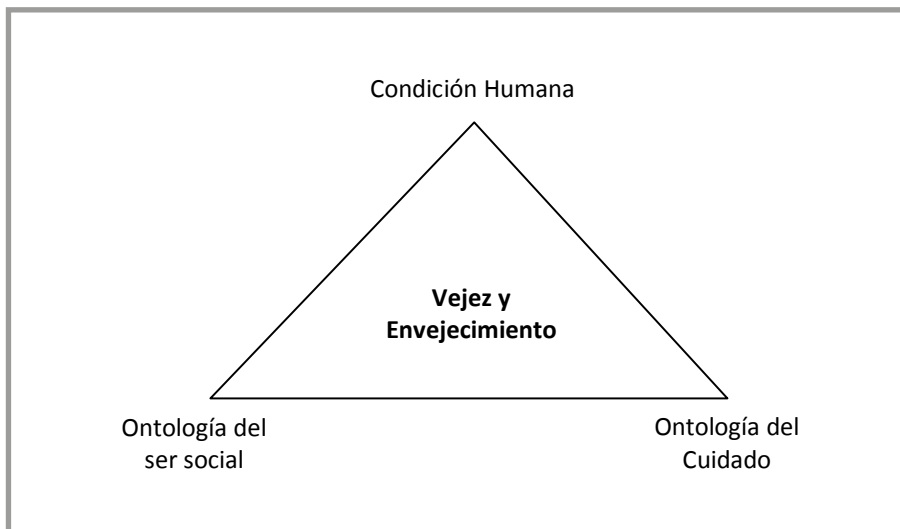 Condición Humana
Vejez y
Envejecimiento
Ontología del
ser social
Ontología del
Cuidado